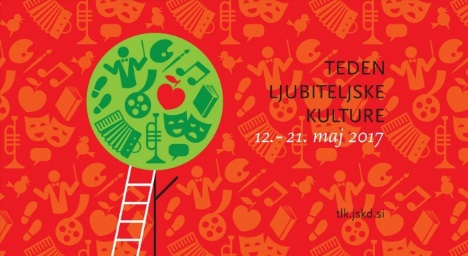 TEDEN
LJUBITELJSKE
KULTURE
12. - 21. maj 2017
tlk.jskd.si